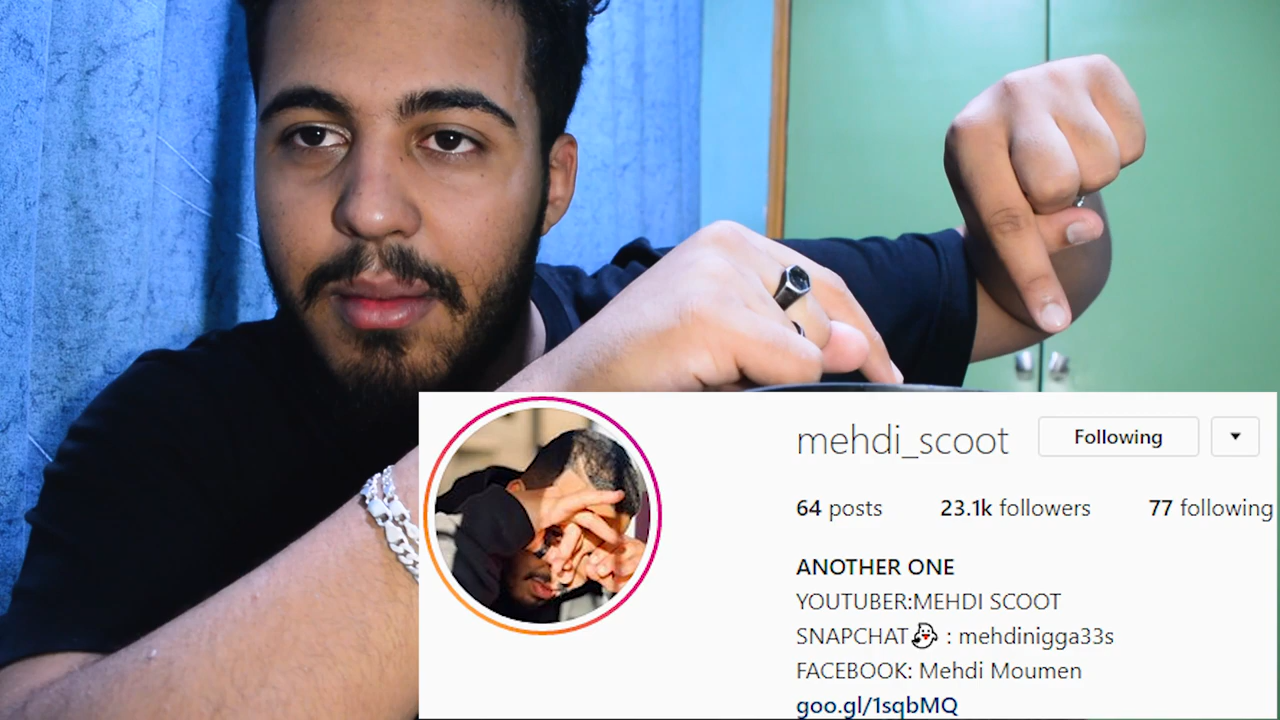 mehdi_scoot Following
64 posts 23.1k followers 77 following
ANOTHER ONE
YOUTUBER:MEHDI SCOOT
SNAPCHAT👻 : mehdinigga33s
FACEBOOK: Mehdi Moumen
goo.gl/1sqbMQ